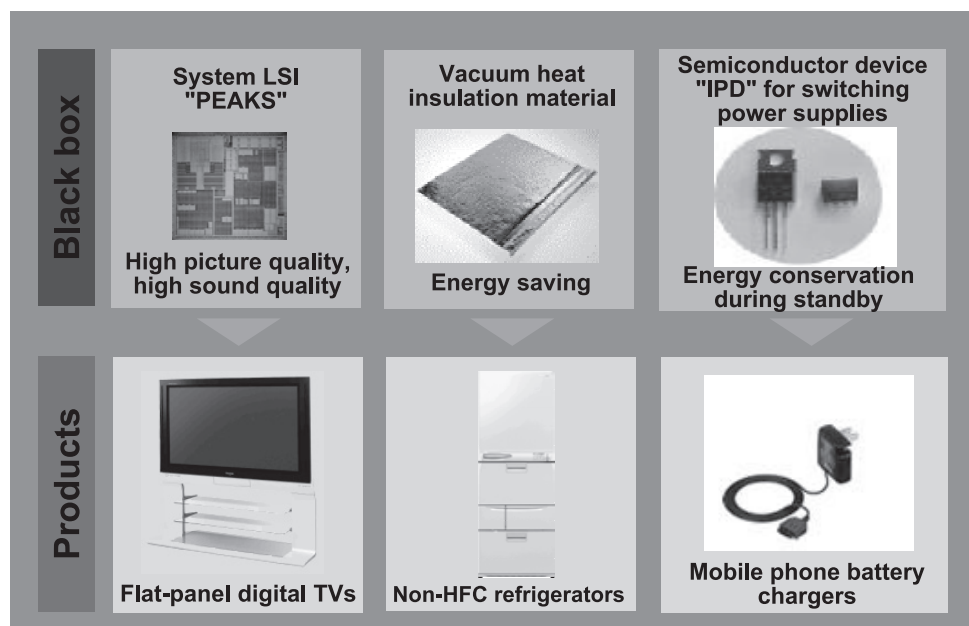 Black box
System LSI
"PEAKS"
High picture quality,
high sound quality
Vacuum heat
insulation material
Energy saving
Semiconductor device
"IPD" for switching
power supplies
Energy conservation
during standby
Products
Flat-panel digital TVs
Non-HFC refrigerators
Mobile phone battery
chargers